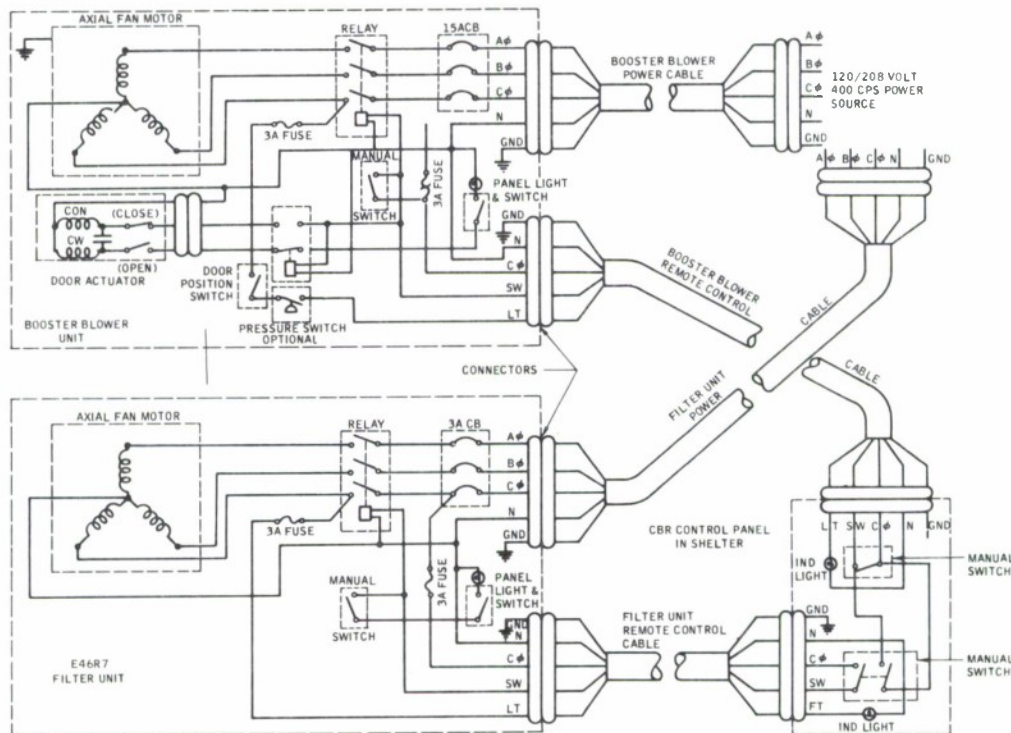 AXIAL FAN MOTOR
RELAY
15ACB
AΦ
BΦ
CΦ
N
GND
BOOSTER BLOWER
POWER CABLE
AΦ
BΦ
CΦ
N
GND
120/208 VOLT
400 CPS POWER
SOURCE
3A FUSE
MANUAL
SWITCH
3A FUSE
PANEL LIGHT
& SWITCH
AΦ BΦ CΦ N GND
CON
CW
(CLOSE)
(OPEN)
DOOR ACTUATOR
DOOR
POSITION
SWITCH
PRESSURE SWITCH
OPTIONAL
GND
N
CΦ
SW
LT
BOOSTER BLOWER
REMOTE CONTROL
CABLE
BOOSTER BLOWER
UNIT
CONNECTORS
FILTER UNIT
POWER
CABLE
AXIAL FAN MOTOR
RELAY
3A CB
AΦ
BΦ
CΦ
N
GND
3A FUSE
MANUAL
SWITCH
3A FUSE
PANEL
LIGHT &
SWITCH
CBR CONTROL PANEL
IN SHELTER
LT SW CΦ N GND
IND
LIGHT
MANUAL
SWITCH
E46R7
FILTER UNIT
GND
N
CΦ
SW
LT
FILTER UNIT
REMOTE CONTROL
CABLE
GND
N
CΦ
SW
FT
MANUAL
SWITCH
IND LIGHT